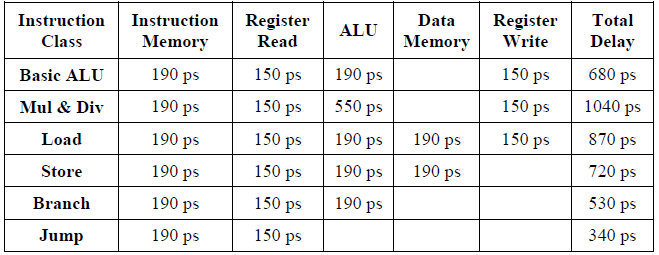 Instruction Class Instruction Memory Register Read ALU Data Memory Register Write Total Delay
Basic ALU 190 ps 150 ps 190 ps 150 ps 680 ps
Mul & Div 190 ps 150 ps 550 ps 150 ps 1040 ps
Load 190 ps 150 ps 190 ps 190 ps 150 ps 870 ps
Store 190 ps 150 ps 190 ps 190 ps 720 ps
Branch 190 ps 150 ps 190 ps 530 ps
Jump 190 ps 150 ps 340 ps